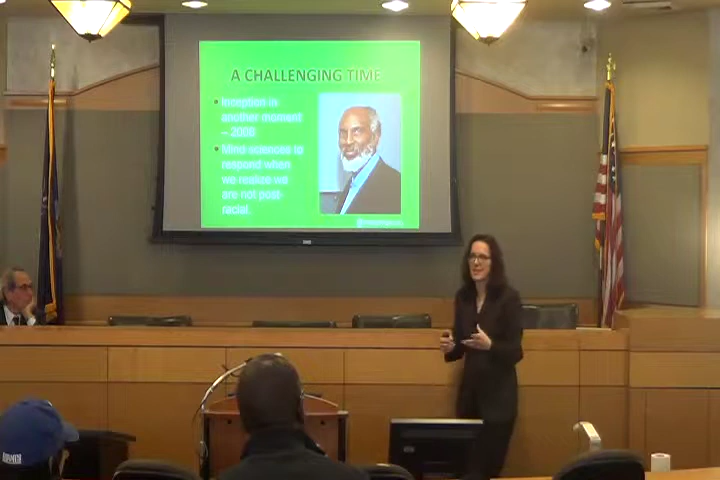 A CHALLENGING TIME
• Inception in
another moment
– 2008
• Mind sciences to
respond when
we realize we
are not post-
racial.